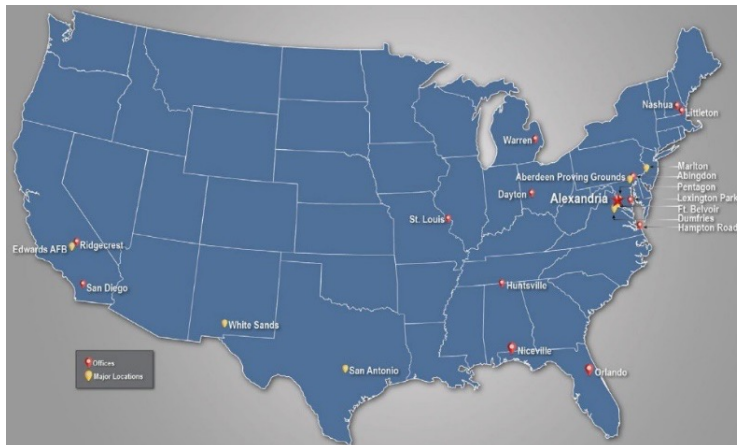 Nashua
Littleton
Warren
Marlton
Aberdeen Proving Grounds
Abingdon
Pentagon
Dayton
Alexandria
Lexington Park
Ft. Belvoir
St. Louis
Dumfries
Hampton Road
Edwards AFB
Ridgecrest
San Diego
Huntsville
White Sands
Niceville
San Antonio
Orlando
Offices
Major Locations